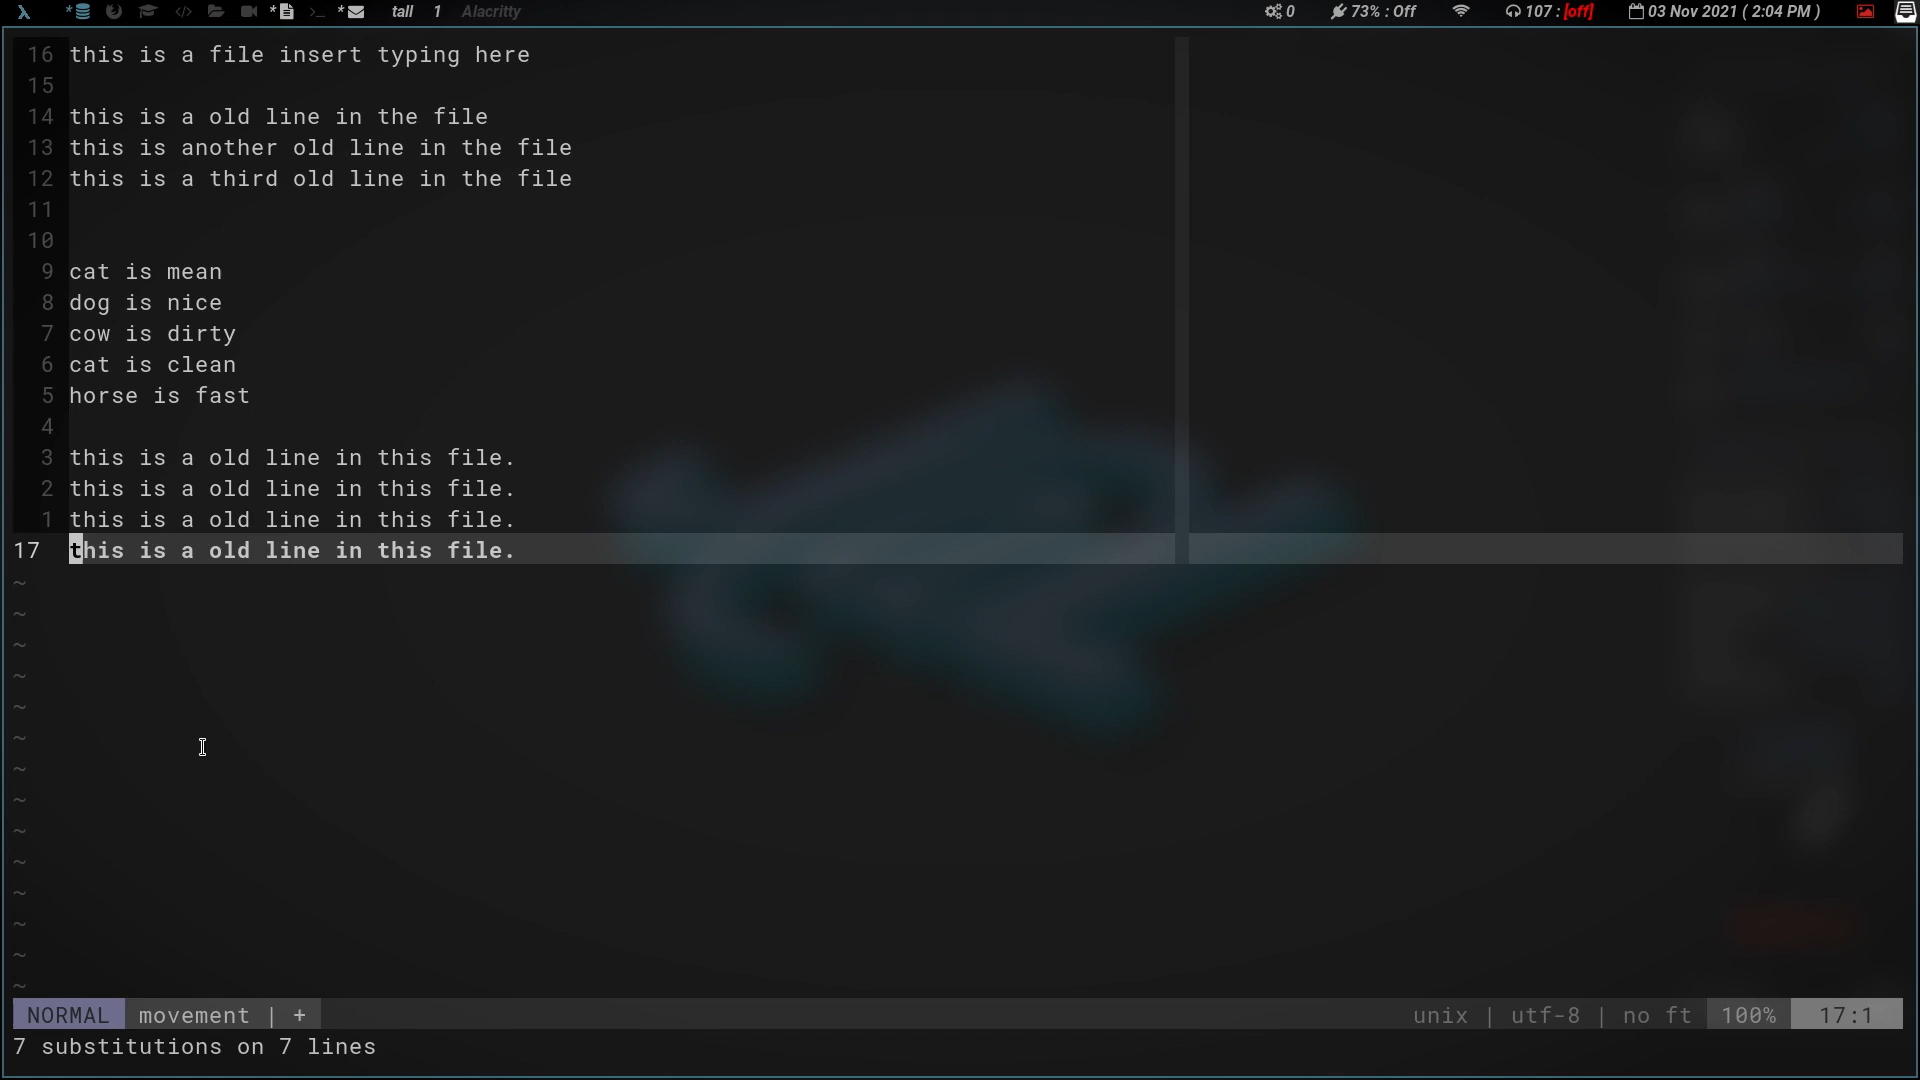 λ * * >_ * tall 1 Alacritty 0 73% : Off 107 : [off] 03 Nov 2021 ( 2:04 PM )
16 this is a file insert typing here
15
14 this is a old line in the file
13 this is another old line in the file
12 this is a third old line in the file
11
10
9 cat is mean
8 dog is nice
7 cow is dirty
6 cat is clean
5 horse is fast
4
3 this is a old line in this file.
2 this is a old line in this file.
1 this is a old line in this file.
17 this is a old line in this file.
~
~
~
~
~
~
~
~
~
~
~
~
~
~
NORMAL movement | + unix | utf-8 | no ft 100% 17:1
7 substitutions on 7 lines